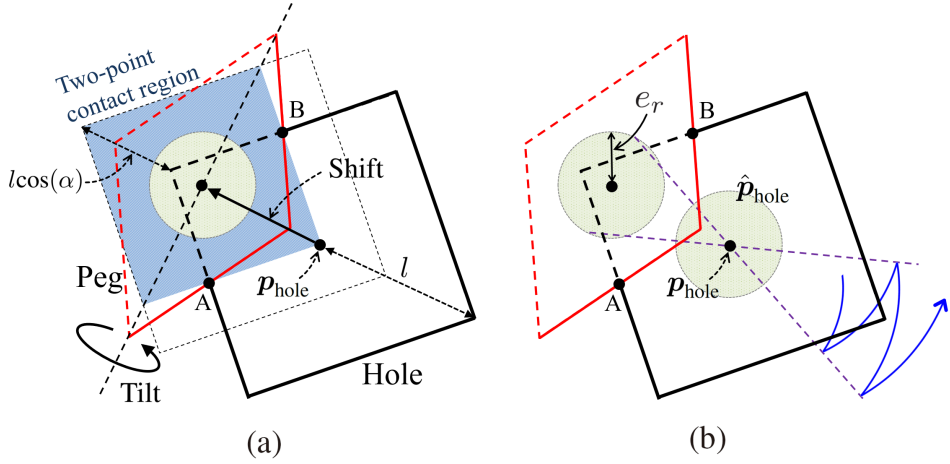 Two-point
contact region
B
lcos(α)
Shift
p_hole
l
Peg
A
Tilt
Hole
(a)
e_r
B
p̂_hole
p_hole
A
(b)